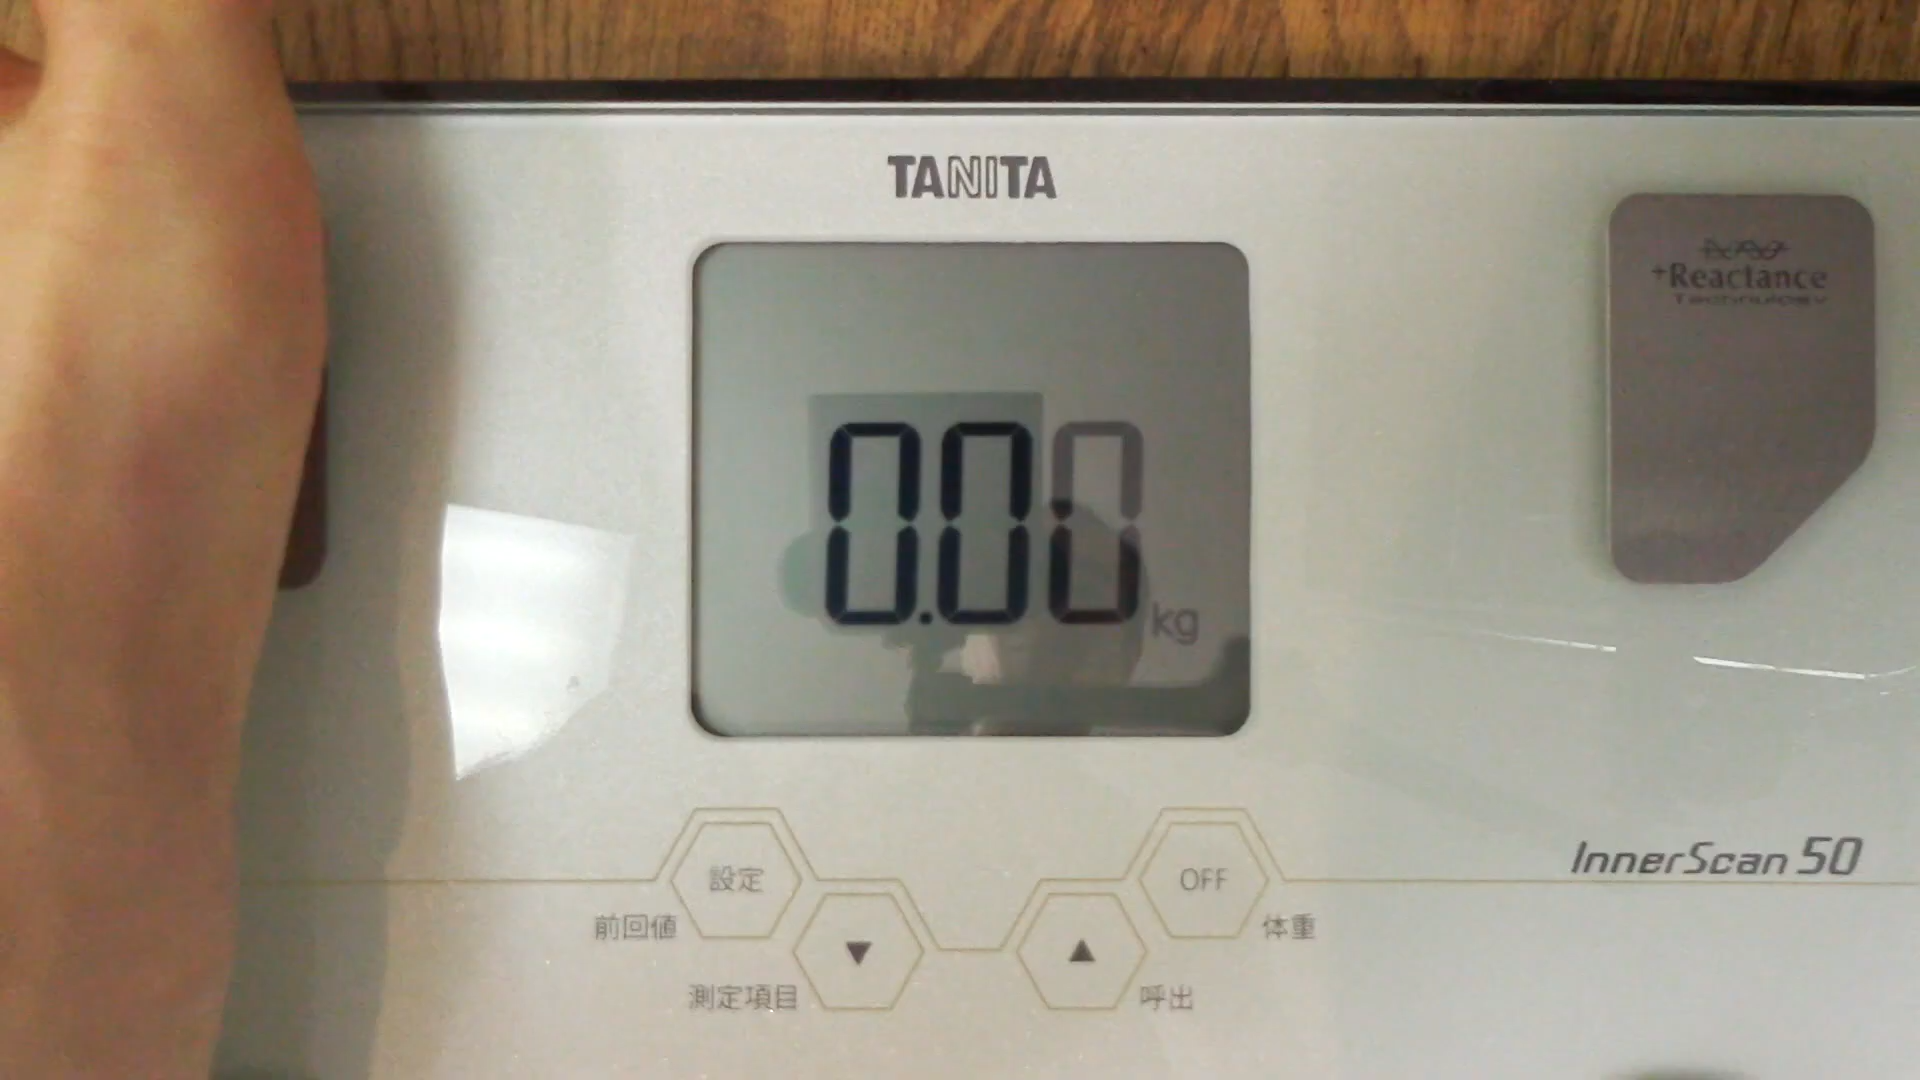 TANITA
+Reactance
Technology
0.00 kg
InnerScan 50
設定
OFF
前回値
体重
▼
▲
測定項目
呼出